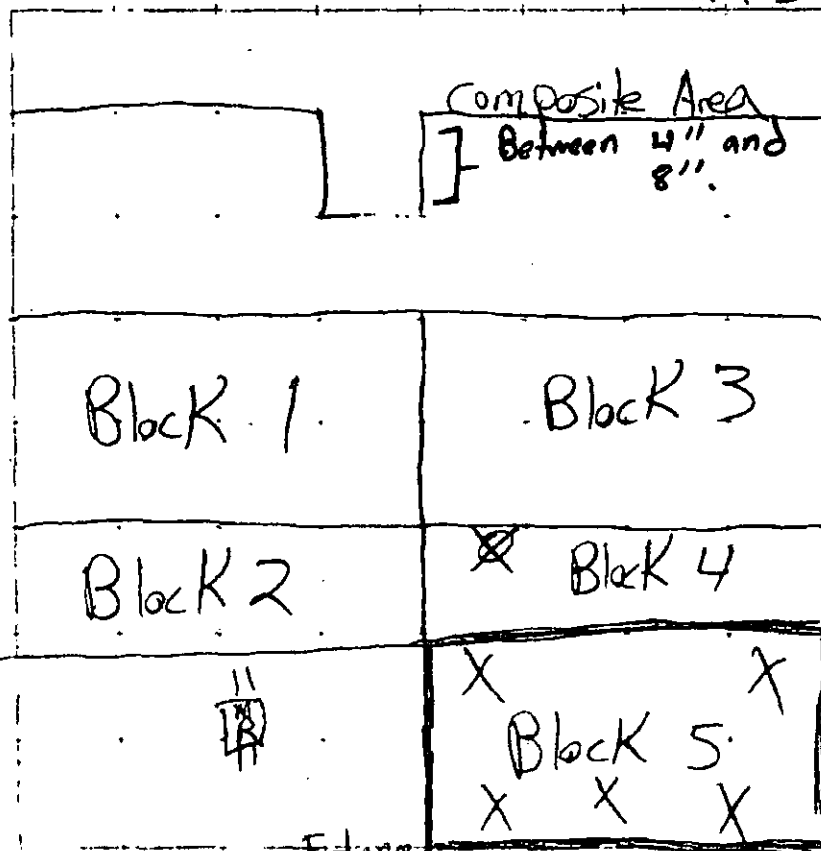 Composite Area
Between 4" and
8".
Block 1
Block 3
Block 2
Block 4
X
X
Block 5
X X X